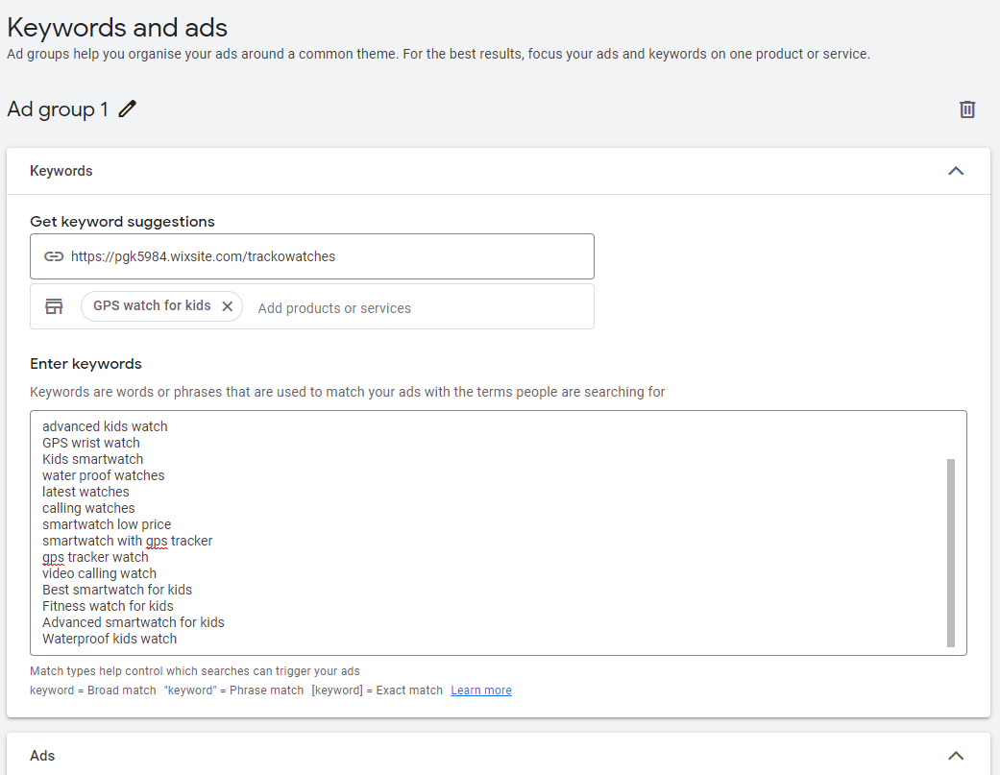 Keywords and ads
Ad groups help you organise your ads around a common theme. For the best results, focus your ads and keywords on one product or service.
Ad group 1
Keywords
Get keyword suggestions
https://pgk5984.wixsite.com/trackowatches
GPS watch for kids Add products or services
Enter keywords
Keywords are words or phrases that are used to match your ads with the terms people are searching for
advanced kids watch
GPS wrist watch
Kids smartwatch
water proof watches
latest watches
calling watches
smartwatch low price
smartwatch with gps tracker
gps tracker watch
video calling watch
Best smartwatch for kids
Fitness watch for kids
Advanced smartwatch for kids
Waterproof kids watch
Match types help control which searches can trigger your ads
keyword = Broad match "keyword" = Phrase match [keyword] = Exact match Learn more
Ads